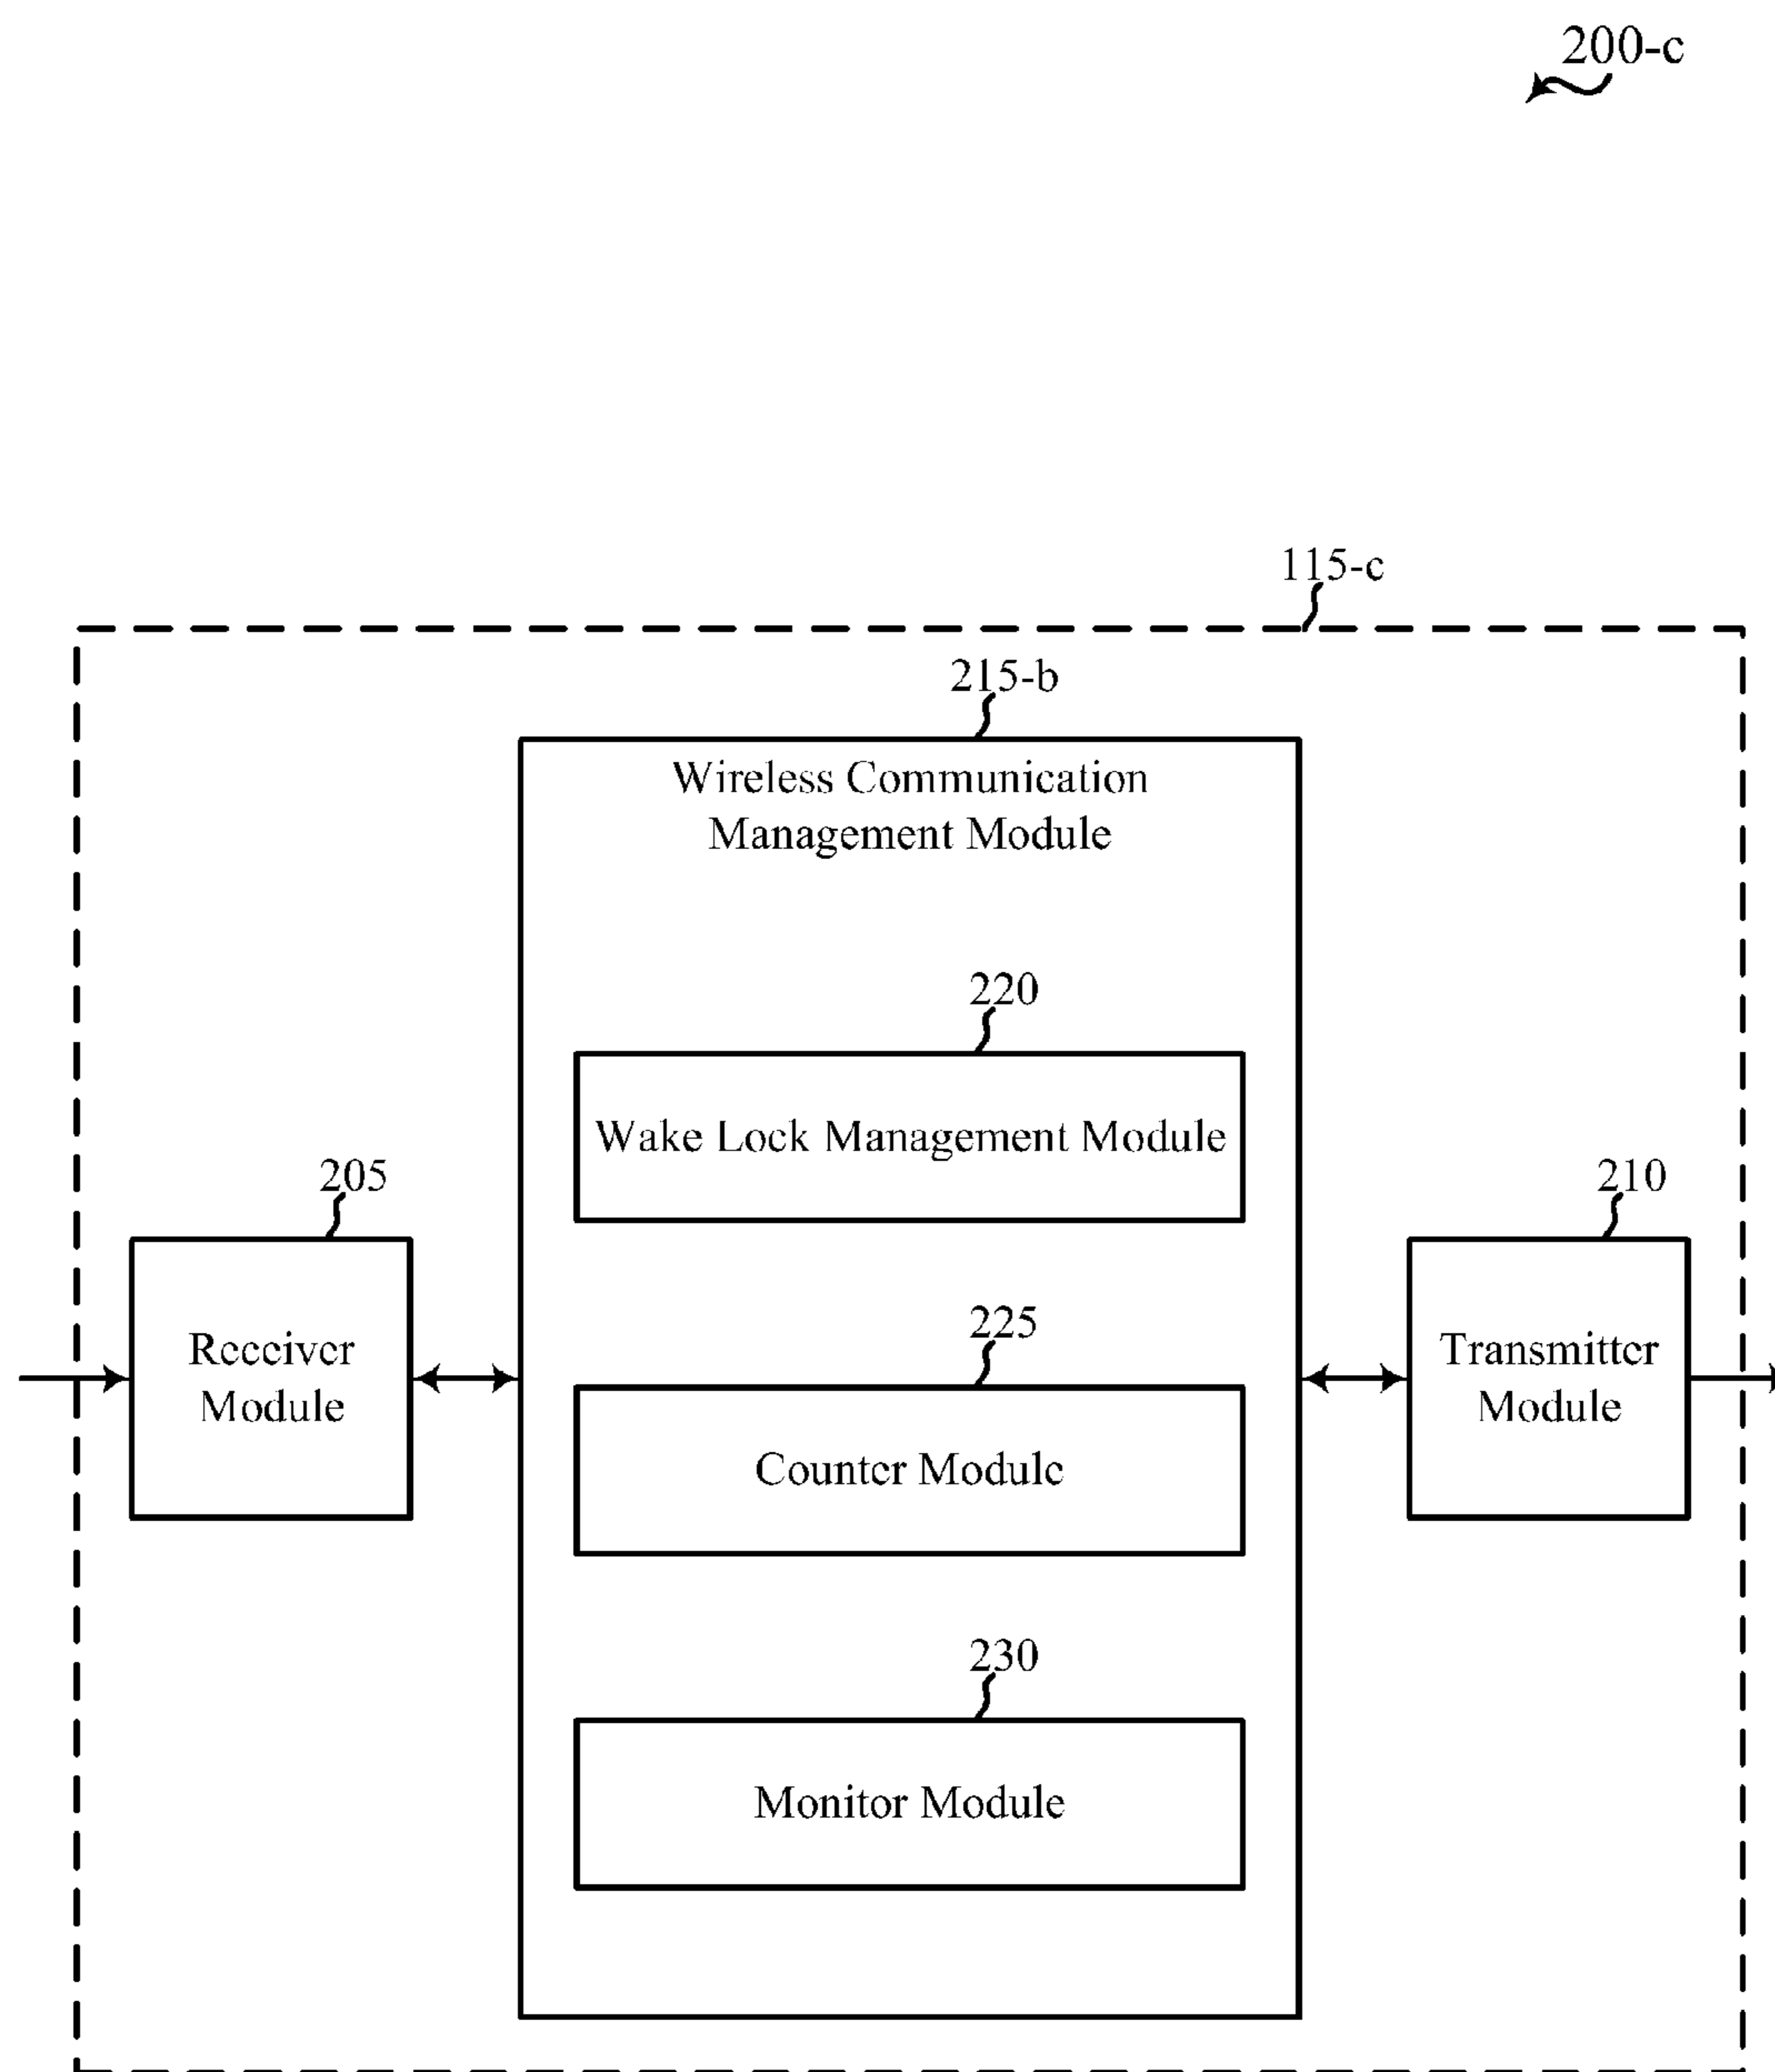 200-c
115-c
215-b
Wireless Communication
Management Module
220
Wake Lock Management Module
205
210
Receiver
Module
225
Transmitter
Module
Counter Module
230
Monitor Module